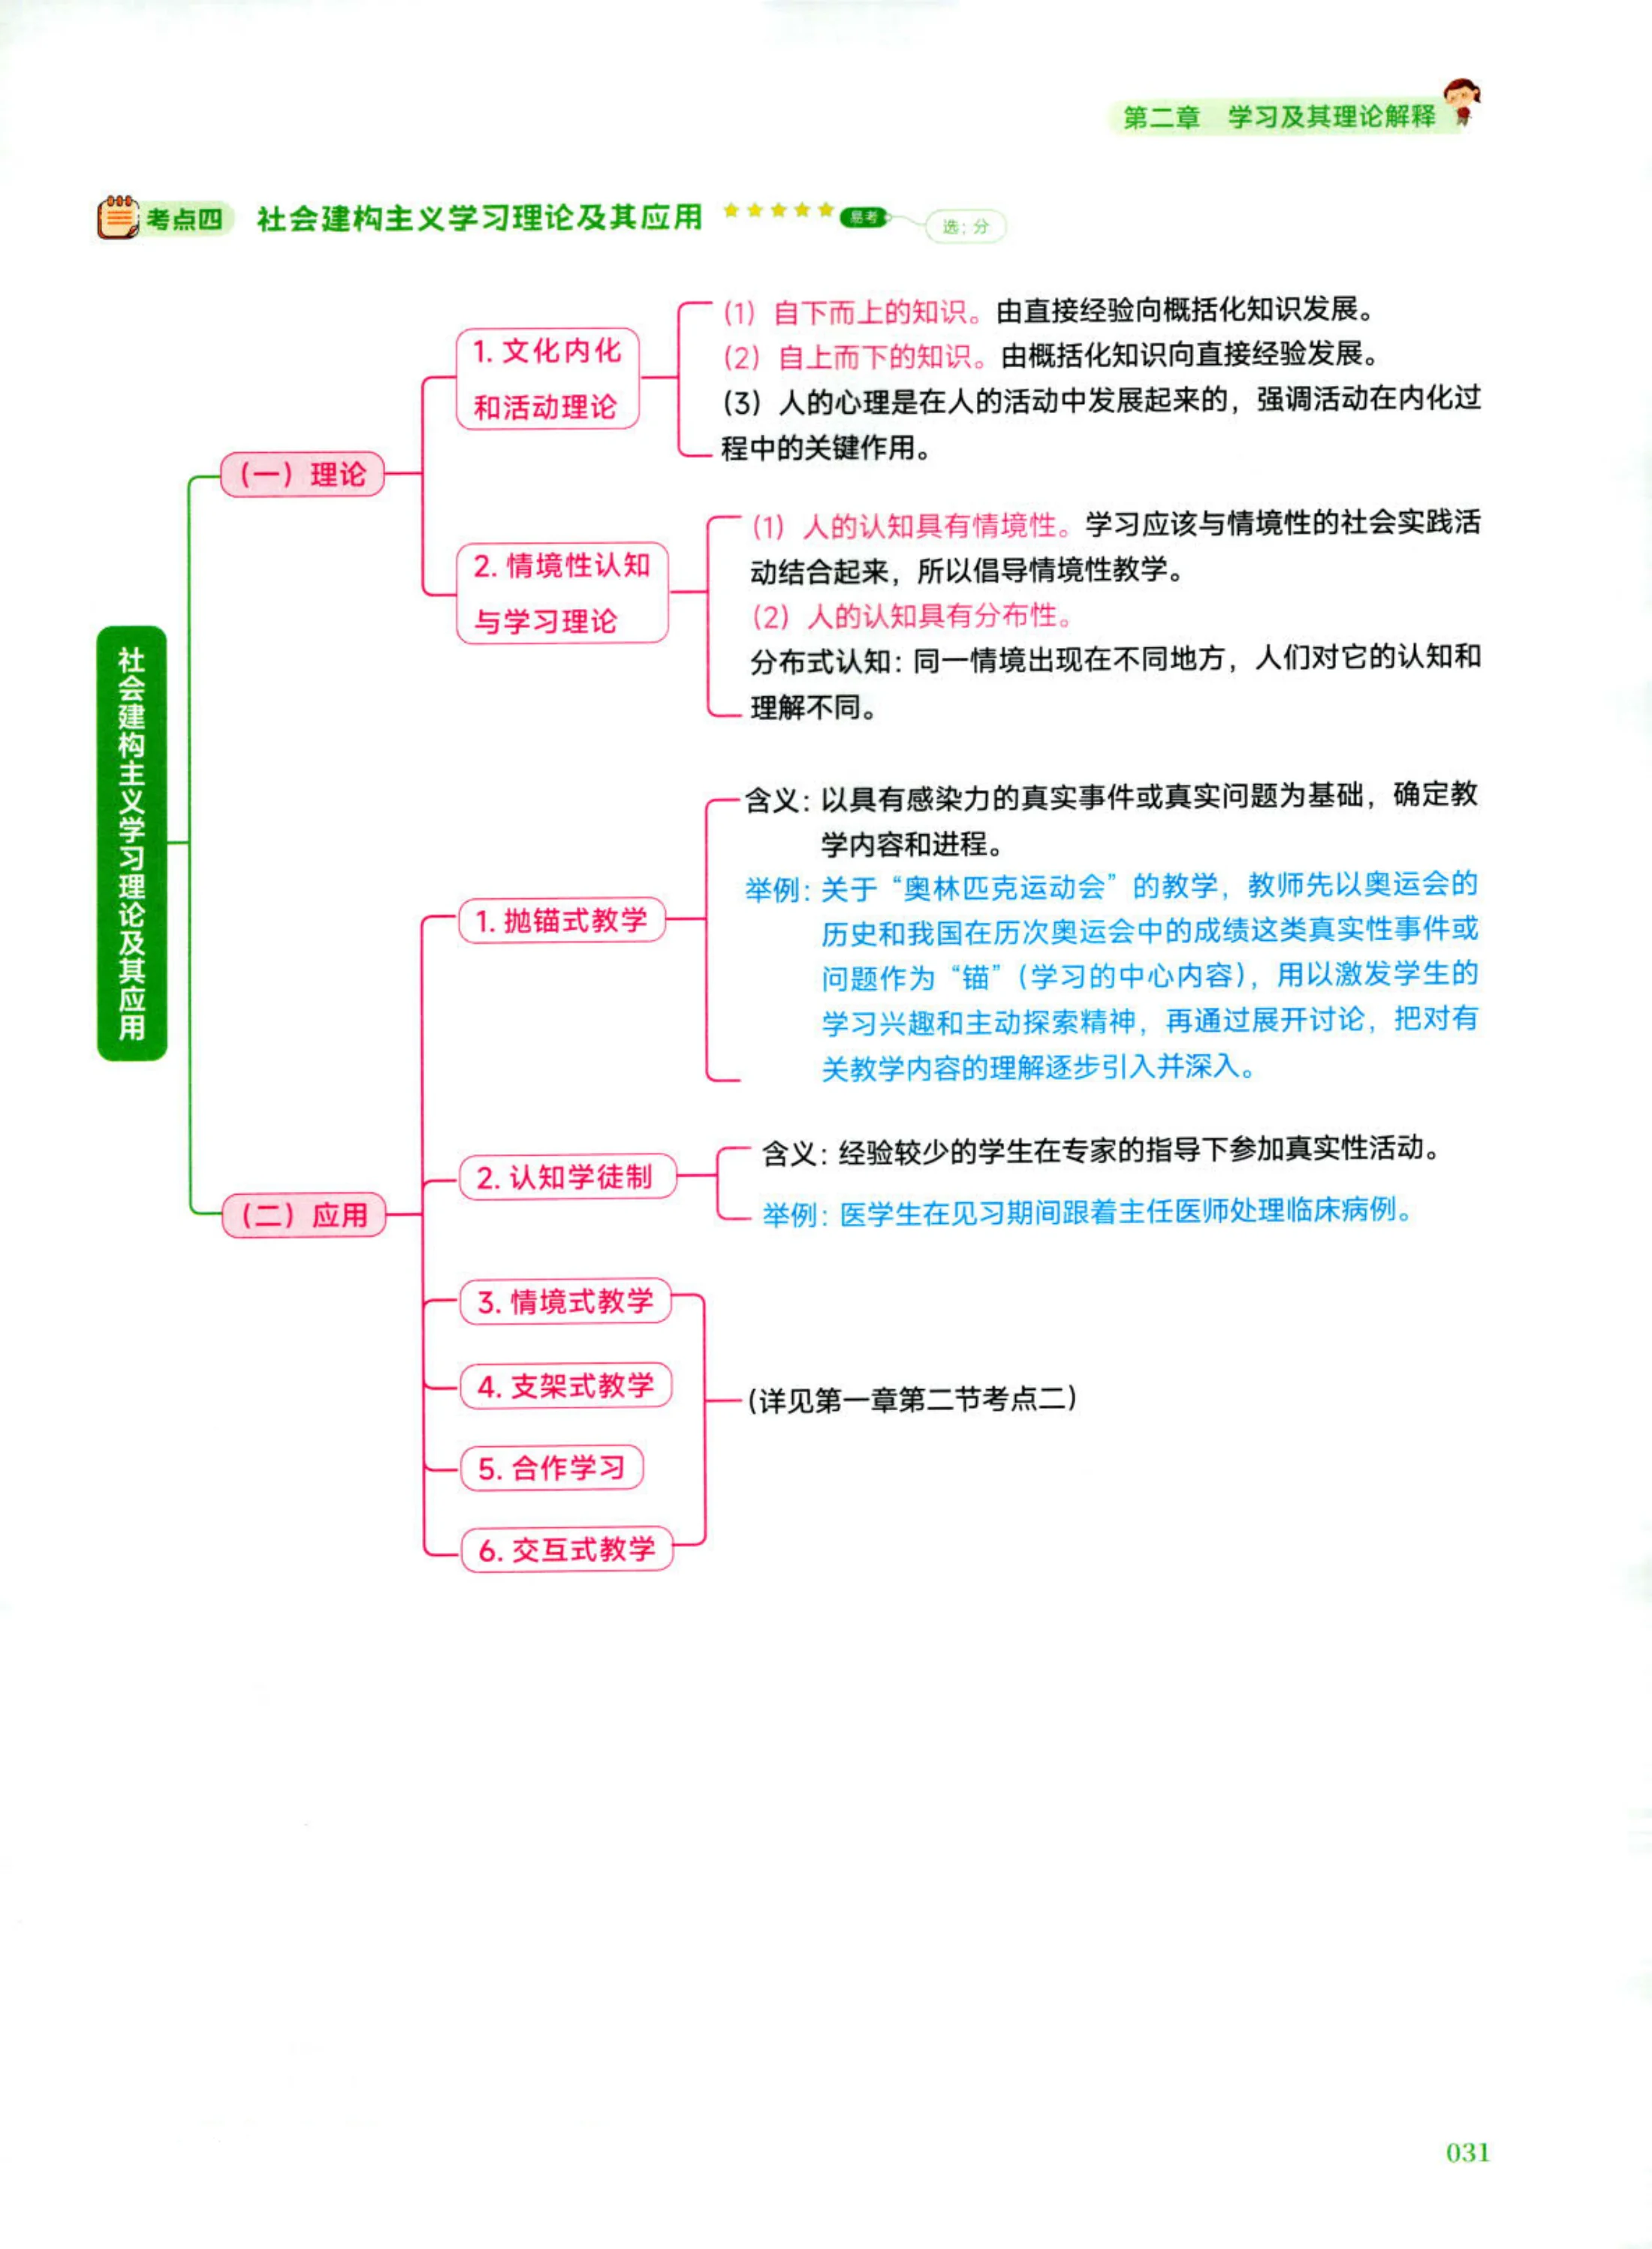 第二章 学习及其理论解释
考点四 社会建构主义学习理论及其应用 易考 选；分
社会建构主义学习理论及其应用
（一）理论
1. 文化内化
和活动理论
（1）自下而上的知识。由直接经验向概括化知识发展。
（2）自上而下的知识。由概括化知识向直接经验发展。
（3）人的心理是在人的活动中发展起来的，强调活动在内化过
程中的关键作用。
2. 情境性认知
与学习理论
（1）人的认知具有情境性。学习应该与情境性的社会实践活
动结合起来，所以倡导情境性教学。
（2）人的认知具有分布性。
分布式认知：同一情境出现在不同地方，人们对它的认知和
理解不同。
（二）应用
1. 抛锚式教学
含义：以具有感染力的真实事件或真实问题为基础，确定教
学内容和进程。
举例：关于“奥林匹克运动会”的教学，教师先以奥运会的
历史和我国在历次奥运会中的成绩这类真实性事件或
问题作为“锚”（学习的中心内容），用以激发学生的
学习兴趣和主动探索精神，再通过展开讨论，把对有
关教学内容的理解逐步引入并深入。
2. 认知学徒制
含义：经验较少的学生在专家的指导下参加真实性活动。
举例：医学生在见习期间跟着主任医师处理临床病例。
3. 情境式教学
4. 支架式教学
5. 合作学习
6. 交互式教学
（详见第一章第二节考点二）
031